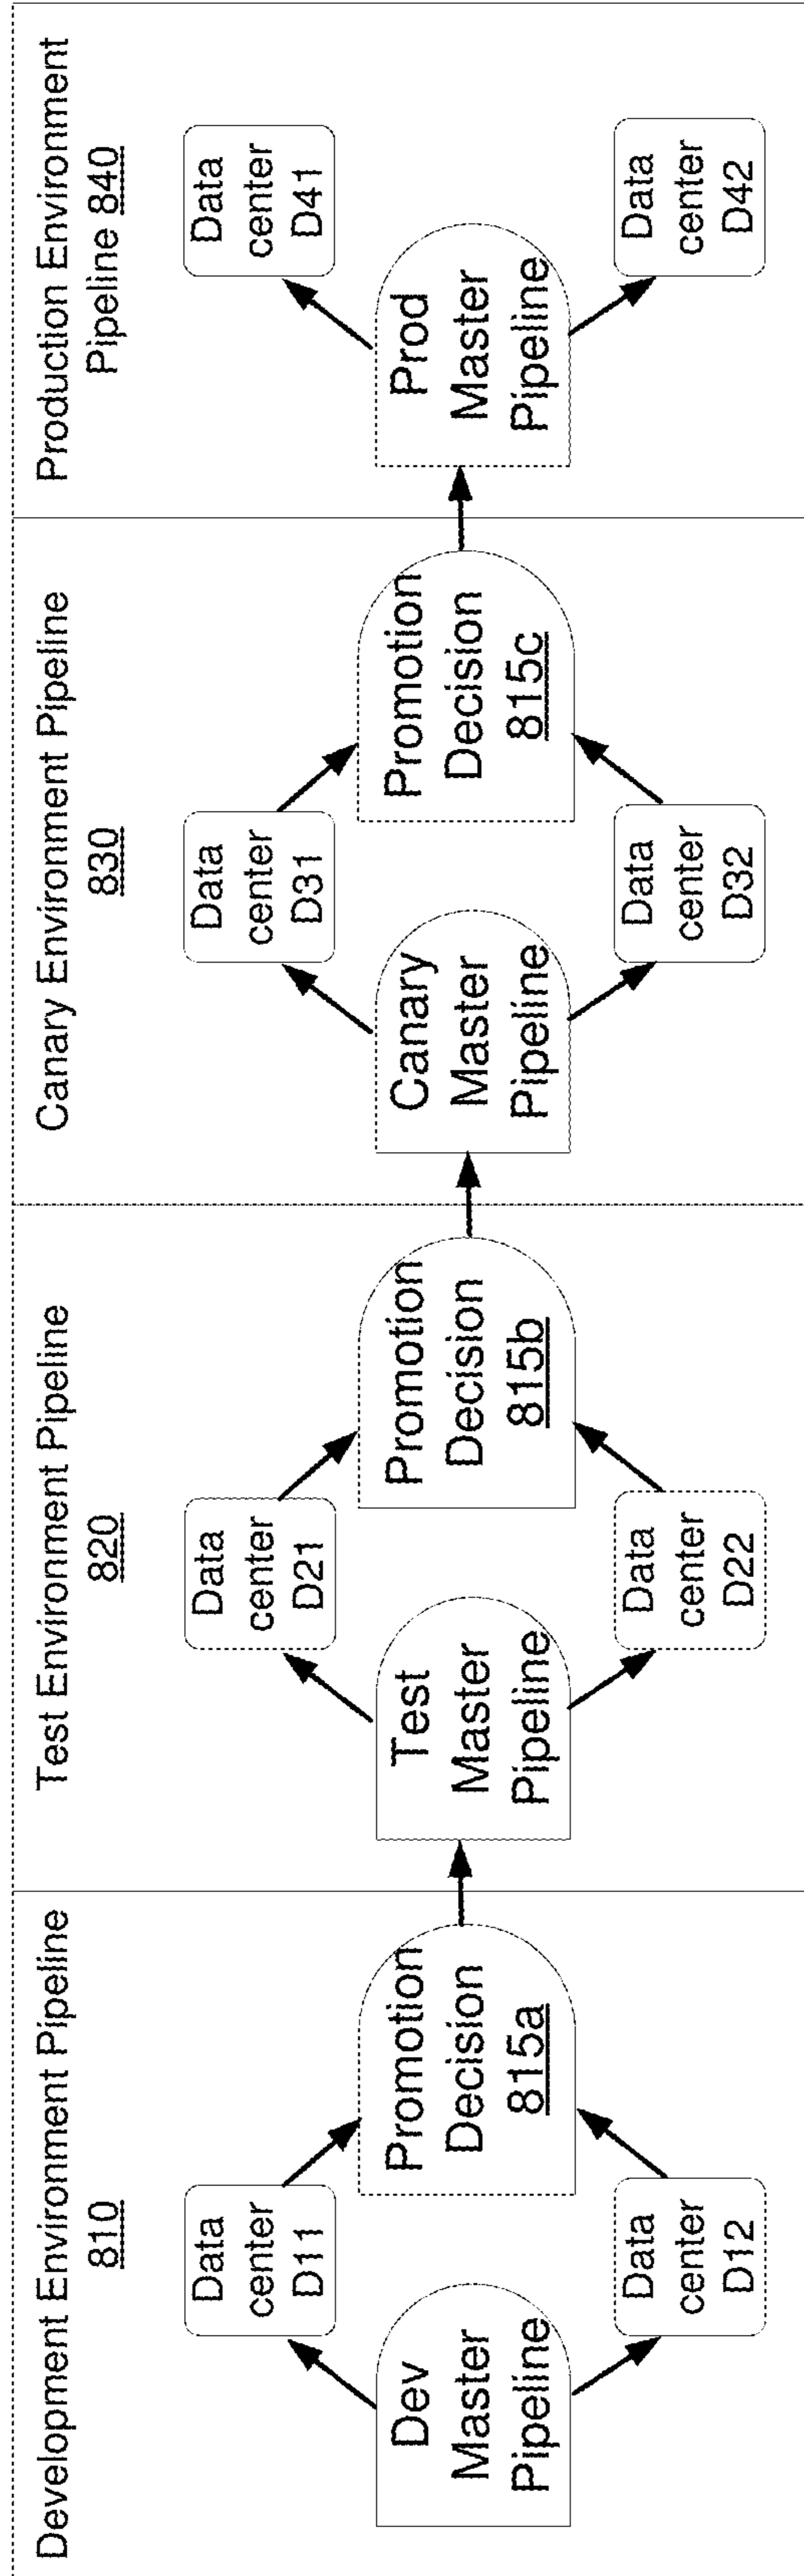 Development Environment Pipeline
810
Data
center
D11
Dev
Master
Pipeline
Data
center
D12
Promotion
Decision
815a
Test Environment Pipeline
820
Data
center
D21
Test
Master
Pipeline
Data
center
D22
Promotion
Decision
815b
Canary Environment Pipeline
830
Data
center
D31
Canary
Master
Pipeline
Data
center
D32
Promotion
Decision
815c
Production Environment
Pipeline 840
Data
center
D41
Prod
Master
Pipeline
Data
center
D42